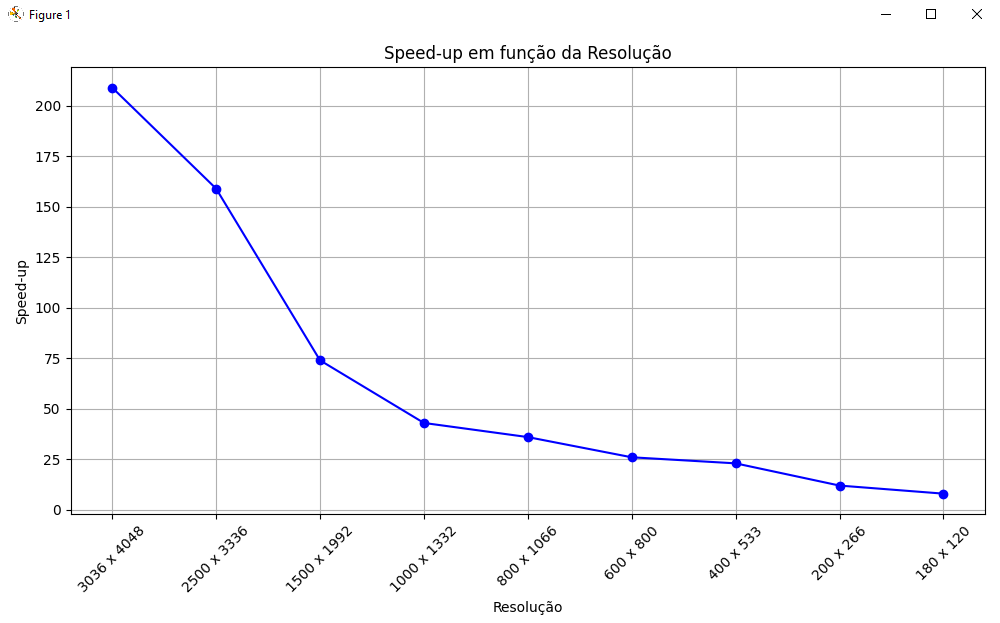 Figure 1
Speed-up em função da Resolução
200
175
150
125
100
75
50
25
0
Speed-up
3036 x 4048
2500 x 3336
1500 x 1992
1000 x 1332
800 x 1066
600 x 800
400 x 533
200 x 266
180 x 120
Resolução